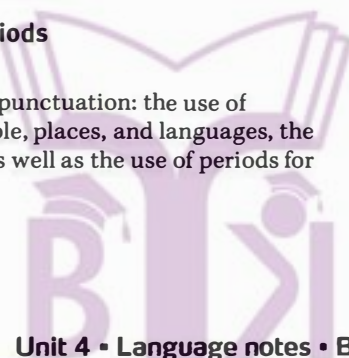 iods
punctuation: the use of
ple, places, and languages, the
s well as the use of periods for
Unit 4 • Language notes • E